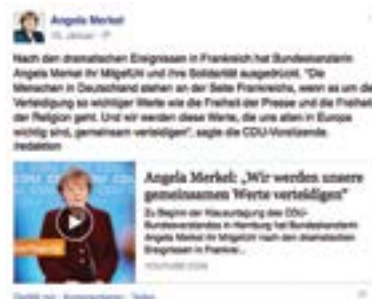 Angela Merkel
Nach den dramatischen Ereignissen in Frankreich hat Bundeskanzlerin
Angela Merkel ihr Mitgefühl und ihre Solidarität ausgedrückt. "Die
Menschen in Deutschland stehen an der Seite Frankreichs, wenn es um die
Verteidigung so wichtiger Werte wie die Freiheit der Presse und die Freiheit
der Religion geht. Und wir werden diese Werte, die uns allen in Europa
wichtig sind, gemeinsam verteidigen", sagte die CDU-Vorsitzende.
/redaktion
Angela Merkel: „Wir werden unsere
gemeinsamen Werte verteidigen"
Zu Beginn der Klausurtagung des CDU-
Bundesvorstandes in Hamburg hat Bundeskanzlerin
Angela Merkel ihr Mitgefühl nach den dramatischen
Ereignissen in Frankrei...
YOUTUBE.COM